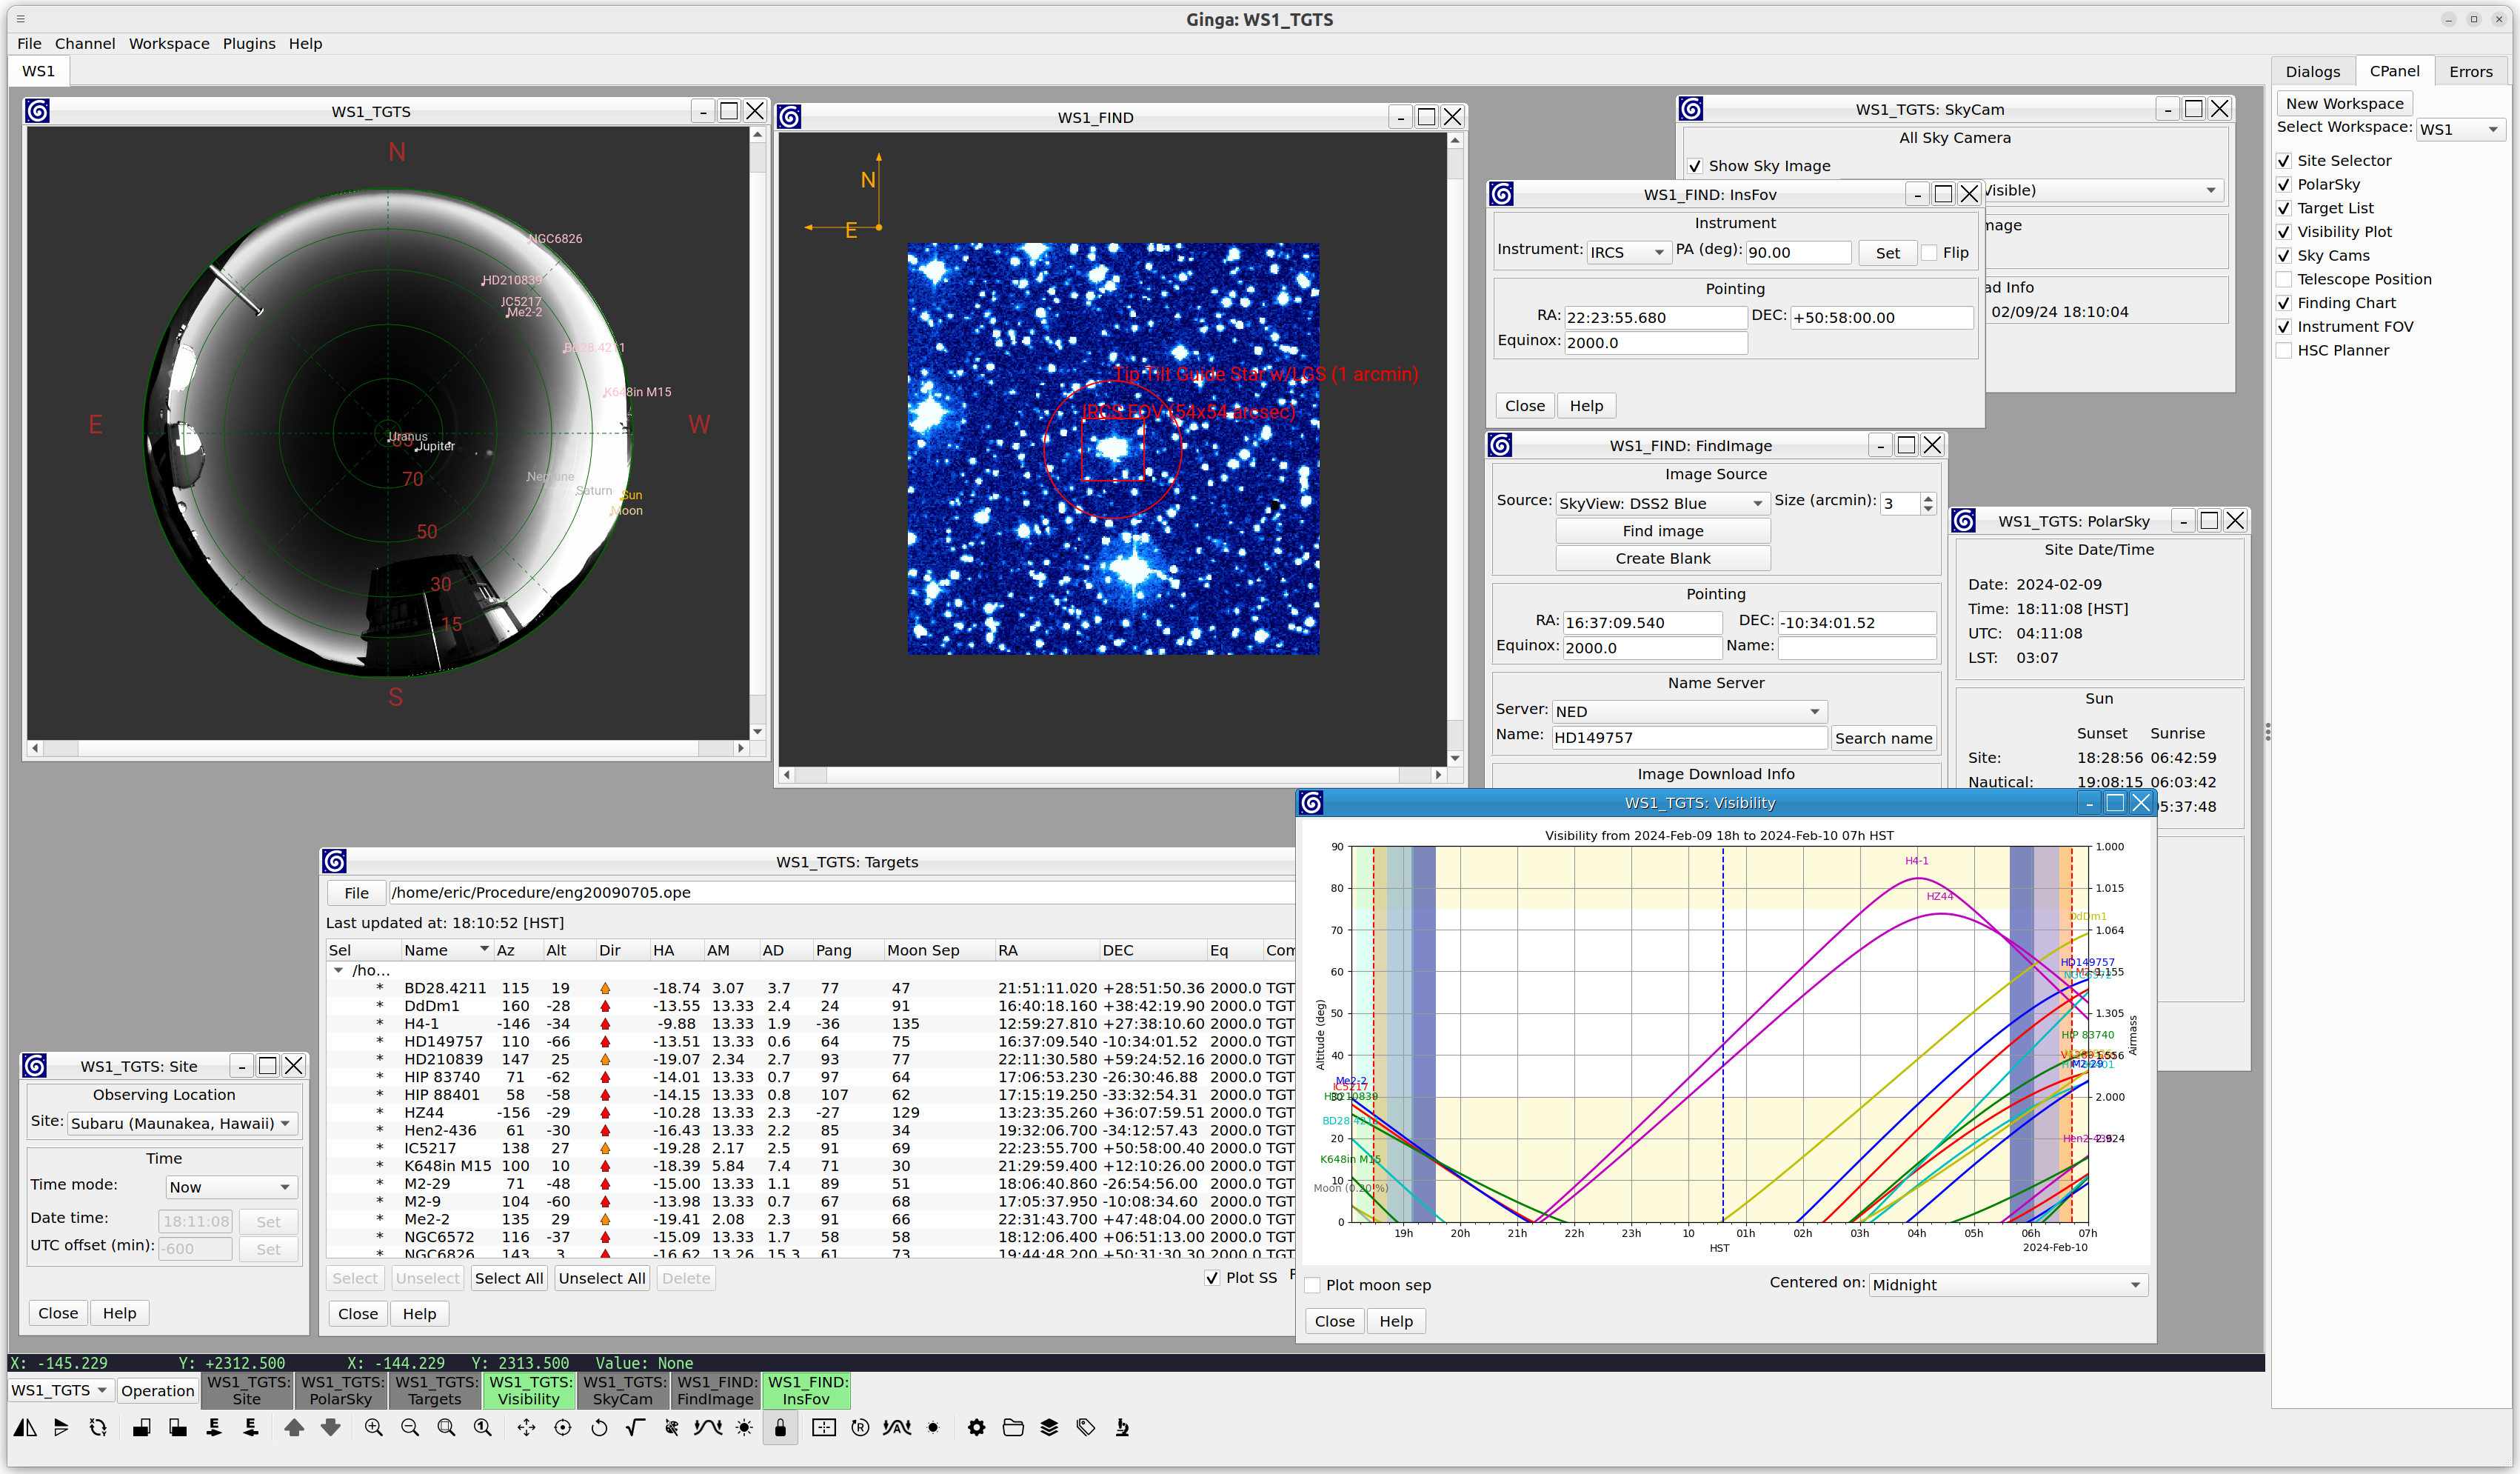 Ginga: WS1_TGTS
File Channel Workspace Plugins Help
WS1
Dialogs CPanel Errors
New Workspace
Select Workspace: WS1
Site Selector
PolarSky
Target List
Visibility Plot
Sky Cams
Telescope Position
Finding Chart
Instrument FOV
HSC Planner
WS1_TGTS
N
NGC6826
HD210839
IC5217
Me2-2
BD28.4211
K648in M15
E
W
Uranus
85
Jupiter
70
Neptune
Saturn
Sun
Moon
50
30
15
S
WS1_FIND
N
E
Tip Tilt Guide Star w/LGS (1 arcmin)
IRCS FOV (54x54 arcsec)
WS1_TGTS: SkyCam
All Sky Camera
Show Sky Image
Visible)
mage
ad Info
02/09/24 18:10:04
WS1_FIND: InsFov
Instrument
Instrument: IRCS PA (deg): 90.00 Set Flip
Pointing
RA: 22:23:55.680 DEC: +50:58:00.00
Equinox: 2000.0
Close Help
WS1_FIND: FindImage
Image Source
Source: SkyView: DSS2 Blue Size (arcmin): 3
Find image
Create Blank
Pointing
RA: 16:37:09.540 DEC: -10:34:01.52
Equinox: 2000.0 Name:
Name Server
Server: NED
Name: HD149757 Search name
Image Download Info
WS1_TGTS: PolarSky
Site Date/Time
Date: 2024-02-09
Time: 18:11:08 [HST]
UTC: 04:11:08
LST: 03:07
Sun
Sunset Sunrise
Site: 18:28:56 06:42:59
Nautical: 19:08:15 06:03:42
5:37:48
WS1_TGTS: Site
Observing Location
Site: Subaru (Maunakea, Hawaii)
Time
Time mode: Now
Date time: 18:11:08 Set
UTC offset (min): -600 Set
Close Help
WS1_TGTS: Targets
File /home/eric/Procedure/eng20090705.ope
Last updated at: 18:10:52 [HST]
Sel Name Az Alt Dir HA AM AD Pang Moon Sep RA DEC Eq Com
/ho...
* BD28.4211 115 19 -18.74 3.07 3.7 77 47 21:51:11.020 +28:51:50.36 2000.0 TGT
* DdDm1 160 -28 -13.55 13.33 2.4 24 91 16:40:18.160 +38:42:19.90 2000.0 TGT
* H4-1 -146 -34 -9.88 13.33 1.9 -36 135 12:59:27.810 +27:38:10.60 2000.0 TGT
* HD149757 110 -66 -13.51 13.33 0.6 64 75 16:37:09.540 -10:34:01.52 2000.0 TGT
* HD210839 147 25 -19.07 2.34 2.7 93 77 22:11:30.580 +59:24:52.16 2000.0 TGT
* HIP 83740 71 -62 -14.01 13.33 0.7 97 64 17:06:53.230 -26:30:46.88 2000.0 TGT
* HIP 88401 58 -58 -14.15 13.33 0.8 107 62 17:15:19.250 -33:32:54.31 2000.0 TGT
* HZ44 -156 -29 -10.28 13.33 2.3 -27 129 13:23:35.260 +36:07:59.51 2000.0 TGT
* Hen2-436 61 -30 -16.43 13.33 2.2 85 34 19:32:06.700 -34:12:57.43 2000.0 TGT
* IC5217 138 27 -19.28 2.17 2.5 91 69 22:23:55.700 +50:58:00.40 2000.0 TGT
* K648in M15 100 10 -18.39 5.84 7.4 71 30 21:29:59.400 +12:10:26.00 2000.0 TGT
* M2-29 71 -48 -15.00 13.33 1.1 89 51 18:06:40.860 -26:54:56.00 2000.0 TGT
* M2-9 104 -60 -13.98 13.33 0.7 67 68 17:05:37.950 -10:08:34.60 2000.0 TGT
* Me2-2 135 29 -19.41 2.08 2.3 91 66 22:31:43.700 +47:48:04.00 2000.0 TGT
* NGC6572 116 -37 -15.09 13.33 1.7 58 58 18:12:06.400 +06:51:13.00 2000.0 TGT
* NGC6826 143 3 -16.62 13.26 15.3 61 73 19:44:48.200 +50:31:30.30 2000.0 TGT
Select Unselect Select All Unselect All Delete Plot SS
Close Help
WS1_TGTS: Visibility
Visibility from 2024-Feb-09 18h to 2024-Feb-10 07h HST
90 80 70 60 50 40 30 20 10 0
Altitude (deg)
H4-1
HZ44
DdDm1
HD149757
HIP 83740
M2-29
Me2-2
IC5217
HD210839
BD28.4211
K648in M15
Moon (0.20 %)
Hen2-436
1.000 1.015 1.064 1.155 1.305 1.556 2.000 2.924
Airmass
19h 20h 21h 22h 23h 10 01h 02h 03h 04h 05h 06h 07h
HST 2024-Feb-10
Plot moon sep Centered on: Midnight
Close Help
X: -145.229 Y: +2312.500 X: -144.229 Y: 2313.500 Value: None
WS1_TGTS Operation
WS1_TGTS: Site
WS1_TGTS: PolarSky
WS1_TGTS: Targets
WS1_TGTS: Visibility
WS1_TGTS: SkyCam
WS1_FIND: FindImage
WS1_FIND: InsFov